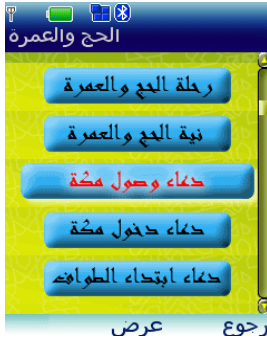 الحج والعمرة
رحلة الحج والعمرة
نية الحج والعمرة
دعاء وصول مكة
دعاء دخول مكة
دعاء ابتداء الطواف
رجوع عرض